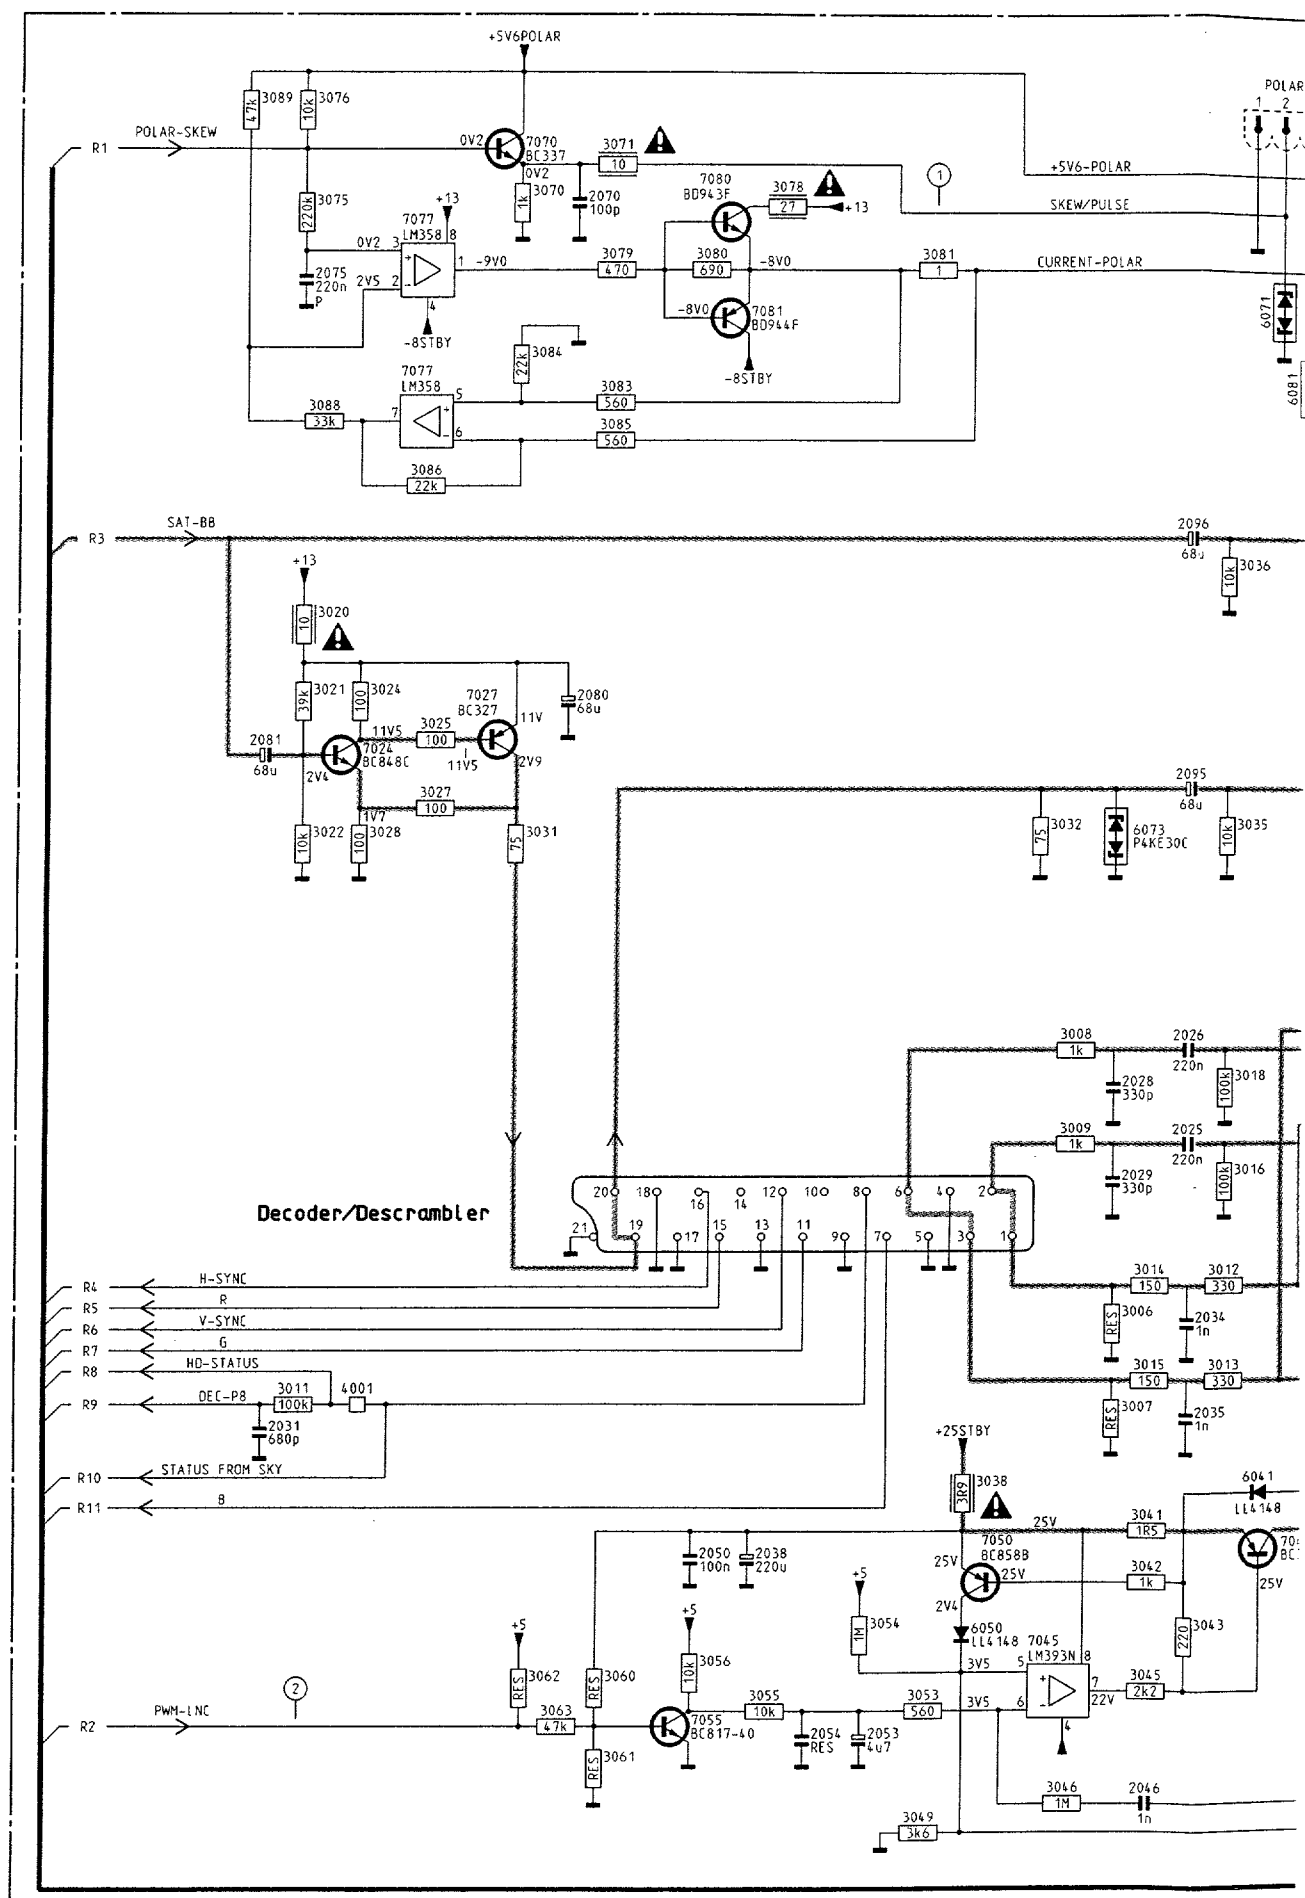 +5V6POLAR
POLAR
1 2
3089
47k
3076
10k
POLAR-SKEW
R1
0V2
7070
BC337
0V2
3071
10
3070
1k
2070
100p
7080
BD943F
3078
27
+13
1
+5V6-POLAR
SKEW/PULSE
3075
220k
+13
7077
LM358
8
0V2 3
+
2V5 2
-
1
-9V0
4
-8STBY
2075
220n
P
3079
470
3080
690
-8V0
3081
1
CURRENT-POLAR
-8V0
7081
BD944F
-8STBY
6071
6081
3084
22k
7077
LM358
5
+
6
-
7
3083
560
3085
560
3088
33k
3086
22k
R3
SAT-BB
2096
68u
3036
10k
+13
3020
10
3021
39k
3024
100
7027
BC327
11V
2080
68u
3025
100
11V5
11V5
2V9
2081
68u
2V4
7024
BC848C
3027
100
1V7
3022
10k
3028
100
3031
75
2095
68u
3032
75
6073
P4KE30C
3035
10k
3008
1k
2026
220n
2028
330p
3018
100k
3009
1k
2025
220n
2029
330p
3016
100k
Decoder/Descrambler
20 18 16 14 12 10 8 6 4 2
21 19 17 15 13 11 9 7 5 3 1
R4
H-SYNC
R5
R
R6
V-SYNC
R7
G
R8
HD-STATUS
R9
DEC-P8
3011
100k
4001
2031
680p
R10
STATUS FROM SKY
R11
B
3014
150
3012
330
3006
RES
2034
1n
3015
150
3013
330
3007
RES
2035
1n
+25STBY
3038
3R9
25V
3041
1R5
6041
LL4148
2050
100n
2038
220u
7050
BC858B
25V
25V
3042
1k
25V
2V4
+5
3054
1M
6050
LL4148
3043
220
+5
3062
RES
3060
RES
+5
3056
10k
3V5
5
+
7045
LM393N
8
3V5
6
-
7
22V
4
3045
2k2
2
R2
PWM-LNC
3063
47k
7055
BC817-40
3055
10k
3053
560
2054
RES
2053
4u7
3061
RES
3046
1M
2046
1n
3049
3k6